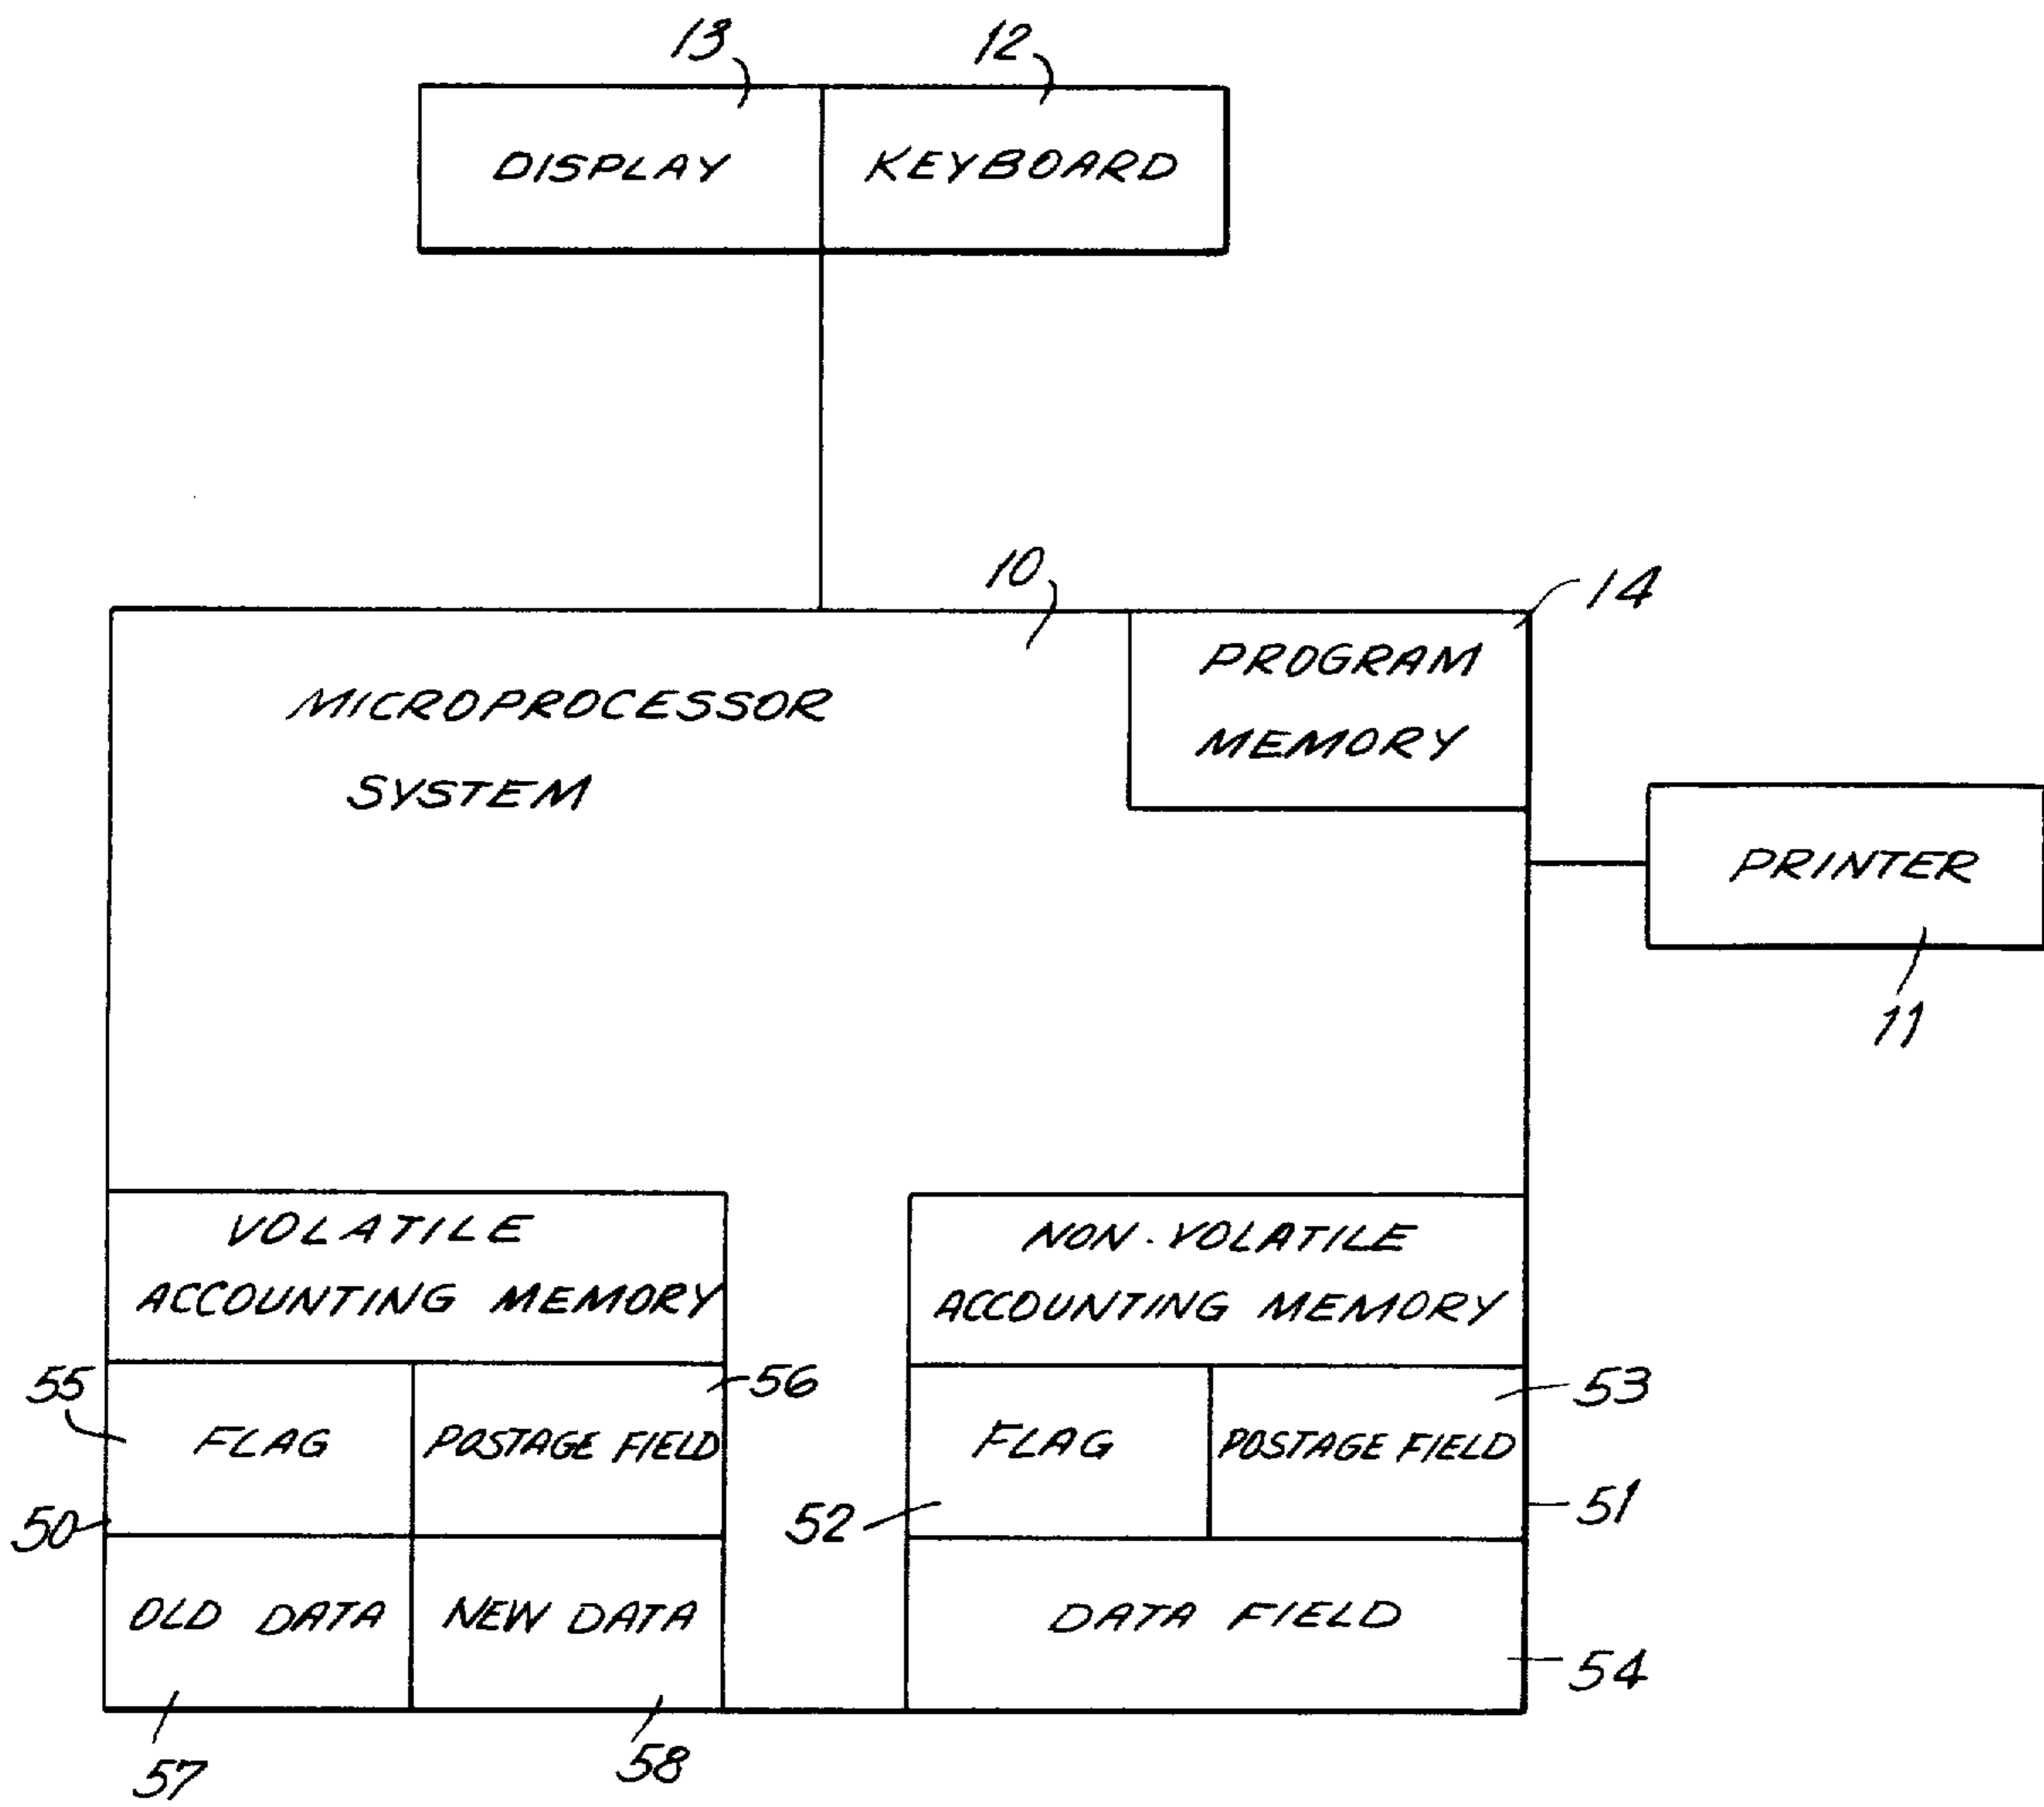 13
12
DISPLAY
KEYBOARD
10
14
MICROPROCESSOR
SYSTEM
PROGRAM
MEMORY
PRINTER
11
VOLATILE
ACCOUNTING MEMORY
NON-VOLATILE
ACCOUNTING MEMORY
55
FLAG
56
POSTAGE FIELD
50
52
FLAG
53
POSTAGE FIELD
51
OLD DATA
NEW DATA
DATA FIELD
54
57
58